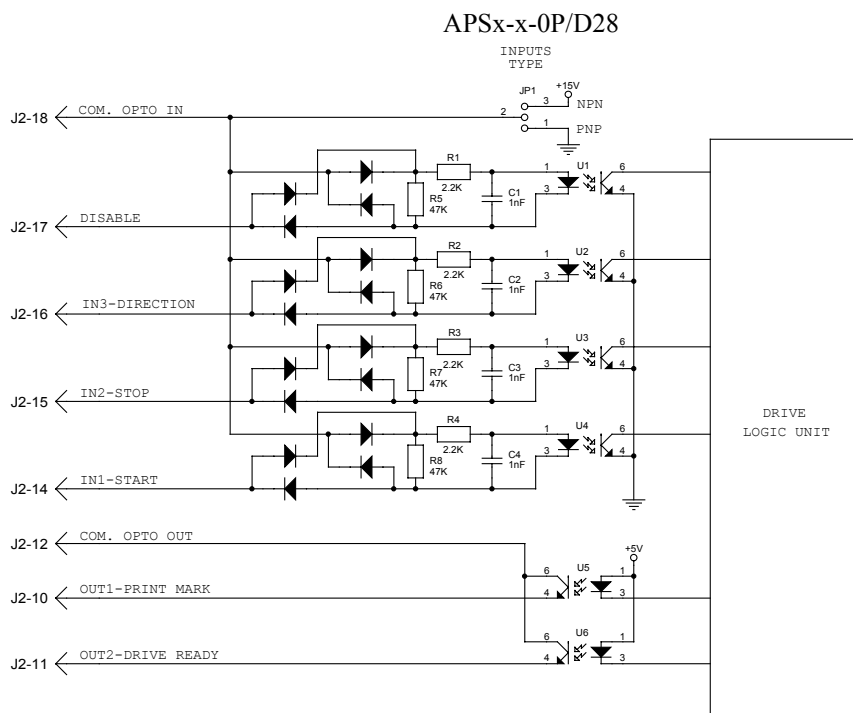 APSx-x-0P/D28
INPUTS
TYPE
JP1
+15V
3 NPN
2
1 PNP
J2-18 COM. OPTO IN
R1
2.2K
R5
47K
C1
1nF
U1
1 6
3 4
J2-17 DISABLE
R2
2.2K
R6
47K
C2
1nF
U2
1 6
3 4
J2-16 IN3-DIRECTION
R3
2.2K
R7
47K
C3
1nF
U3
1 6
3 4
J2-15 IN2-STOP
R4
2.2K
R8
47K
C4
1nF
U4
1 6
3 4
J2-14 IN1-START
DRIVE
LOGIC UNIT
J2-12 COM. OPTO OUT
+5V
6 U5 1
4 3
J2-10 OUT1-PRINT MARK
6 U6 1
4 3
J2-11 OUT2-DRIVE READY